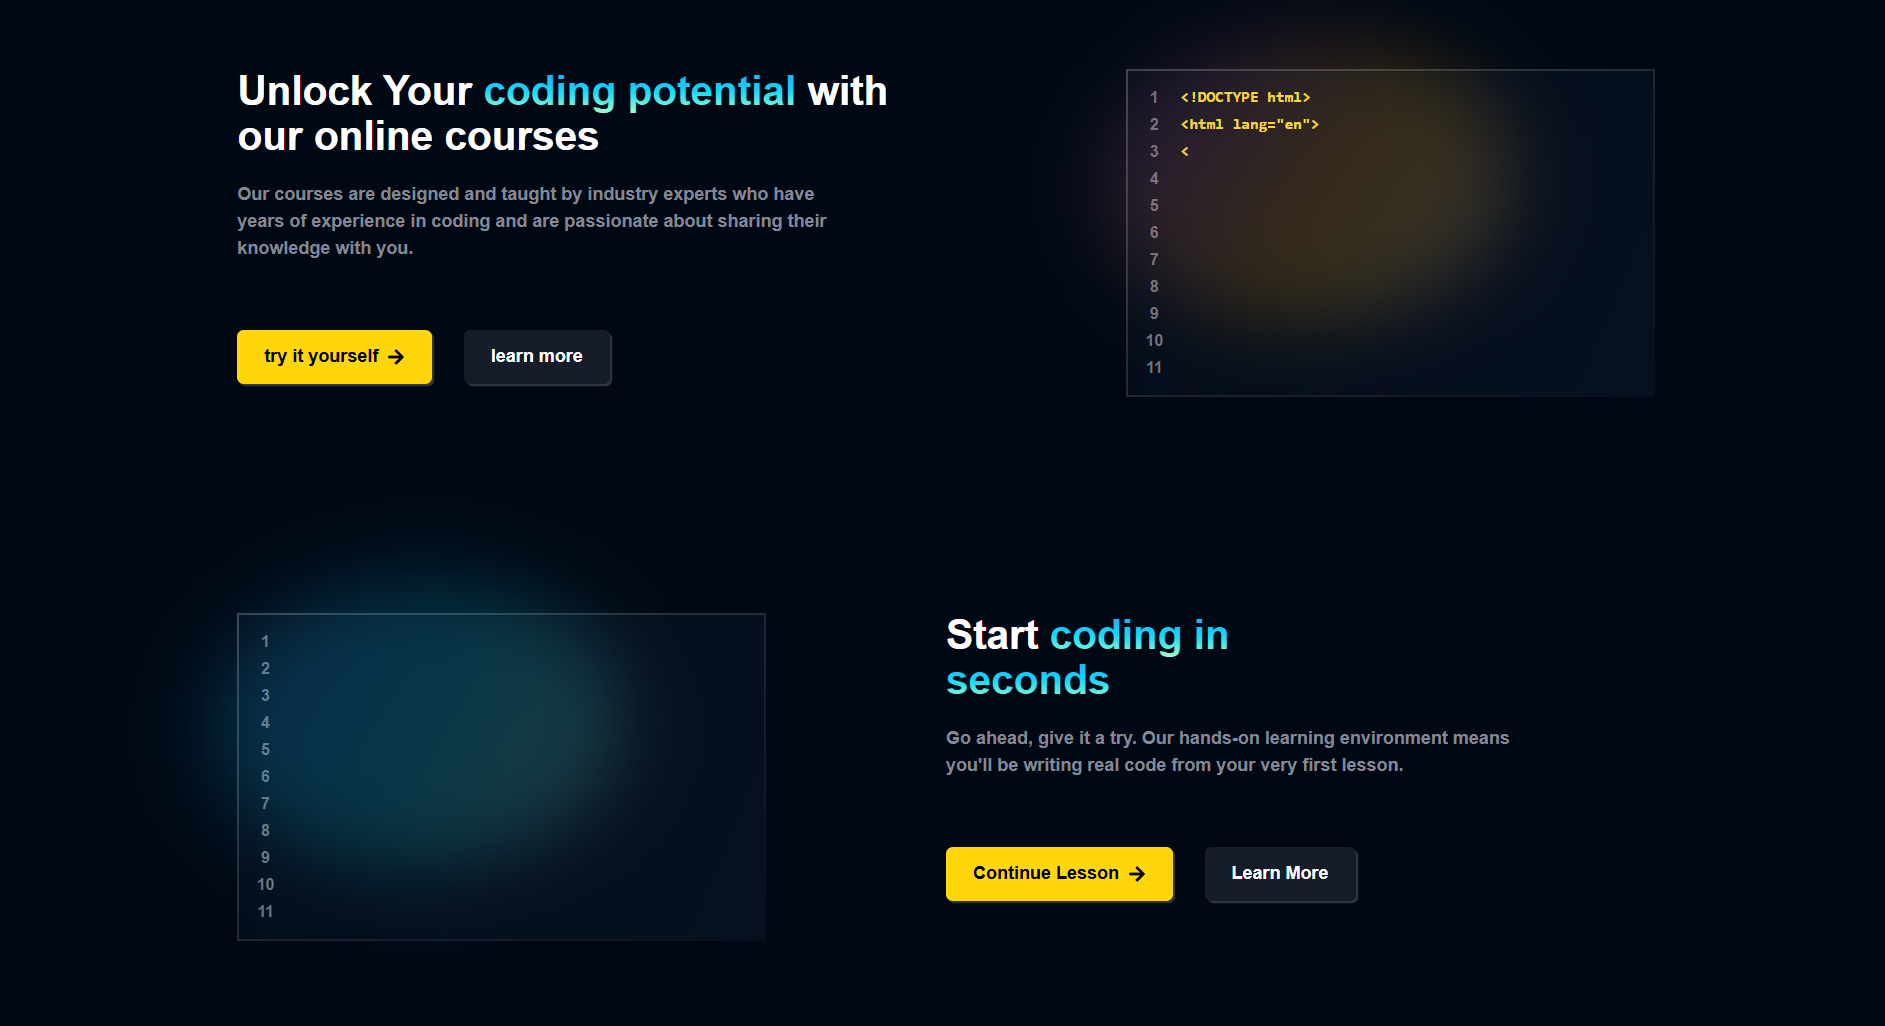 Unlock Your coding potential with
our online courses
Our courses are designed and taught by industry experts who have
years of experience in coding and are passionate about sharing their
knowledge with you.
try it yourself
learn more
1 <!DOCTYPE html>
2 <html lang="en">
3 <
4
5
6
7
8
9
10
11
1
2
3
4
5
6
7
8
9
10
11
Start coding in
seconds
Go ahead, give it a try. Our hands-on learning environment means
you'll be writing real code from your very first lesson.
Continue Lesson
Learn More